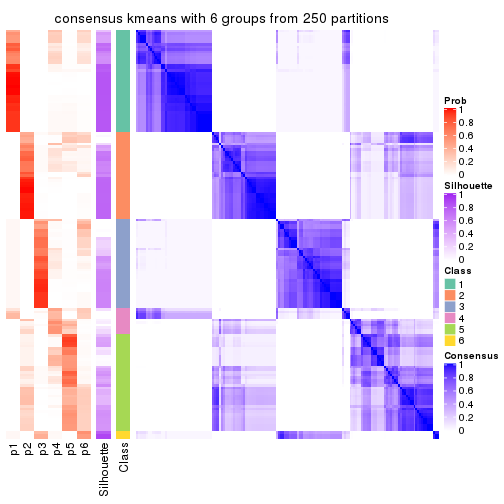 consensus kmeans with 6 groups from 250 partitions
Prob
1
0.8
0.6
0.4
0.2
0
Silhouette
1
0.8
0.6
0.4
0.2
0
Class
1
2
3
4
5
6
Consensus
1
0.8
0.6
0.4
0.2
0
p1
p2
p3
p4
p5
p6
Silhouette
Class